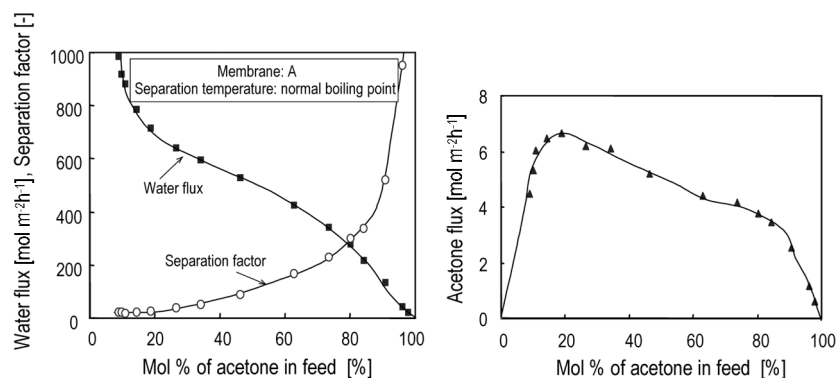 Water flux [mol m⁻²h⁻¹], Separation factor [-]
1000
800
600
400
200
0
Membrane: A
Separation temperature: normal boiling point
Water flux
Separation factor
0 20 40 60 80 100
Mol % of acetone in feed [%]
Acetone flux [mol m⁻²h⁻¹]
8
6
4
2
0
0 20 40 60 80 100
Mol % of acetone in feed [%]